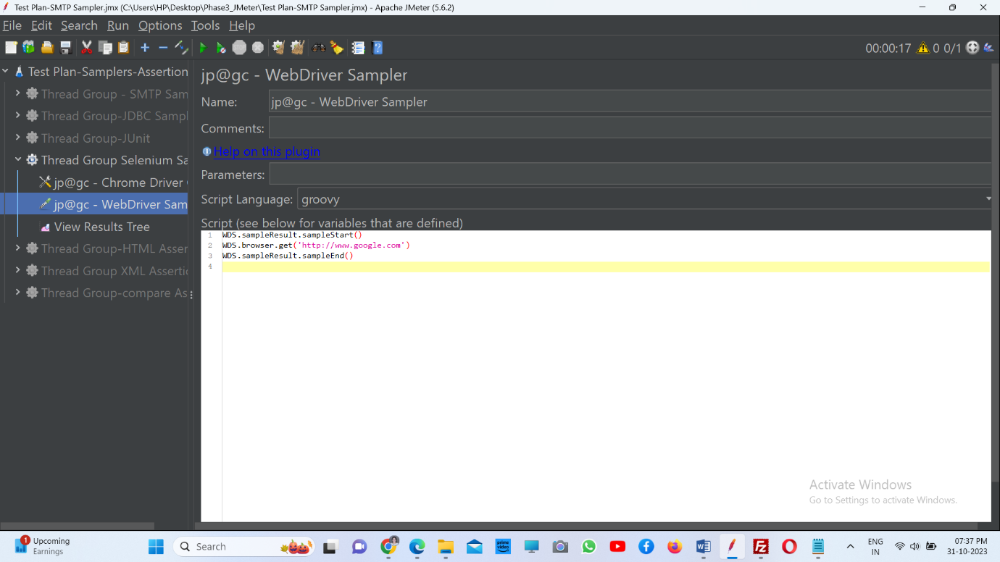 Test Plan-SMTP Sampler.jmx (C:\Users\HP\Desktop\Phase3_JMeter\Test Plan-SMTP Sampler.jmx) - Apache JMeter (5.6.2)
File Edit Search Run Options Tools Help
00:00:17 0 0/1
Test Plan-Samplers-Assertion
Thread Group - SMTP Sam
Thread Group-JDBC Sampl
Thread Group-JUnit
Thread Group Selenium Sa
jp@gc - Chrome Driver
jp@gc - WebDriver Sam
View Results Tree
Thread Group-HTML Asser
Thread Group XML Asserti
Thread Group-compare As
jp@gc - WebDriver Sampler
Name: jp@gc - WebDriver Sampler
Comments:
Help on this plugin
Parameters:
Script Language: groovy
Script (see below for variables that are defined)
1 WDS.sampleResult.sampleStart()
2 WDS.browser.get('http://www.google.com')
3 WDS.sampleResult.sampleEnd()
4
Activate Windows
Go to Settings to activate Windows.
1 Upcoming
Earnings
Search
prime video
ENG
IN
07:37 PM
31-10-2023